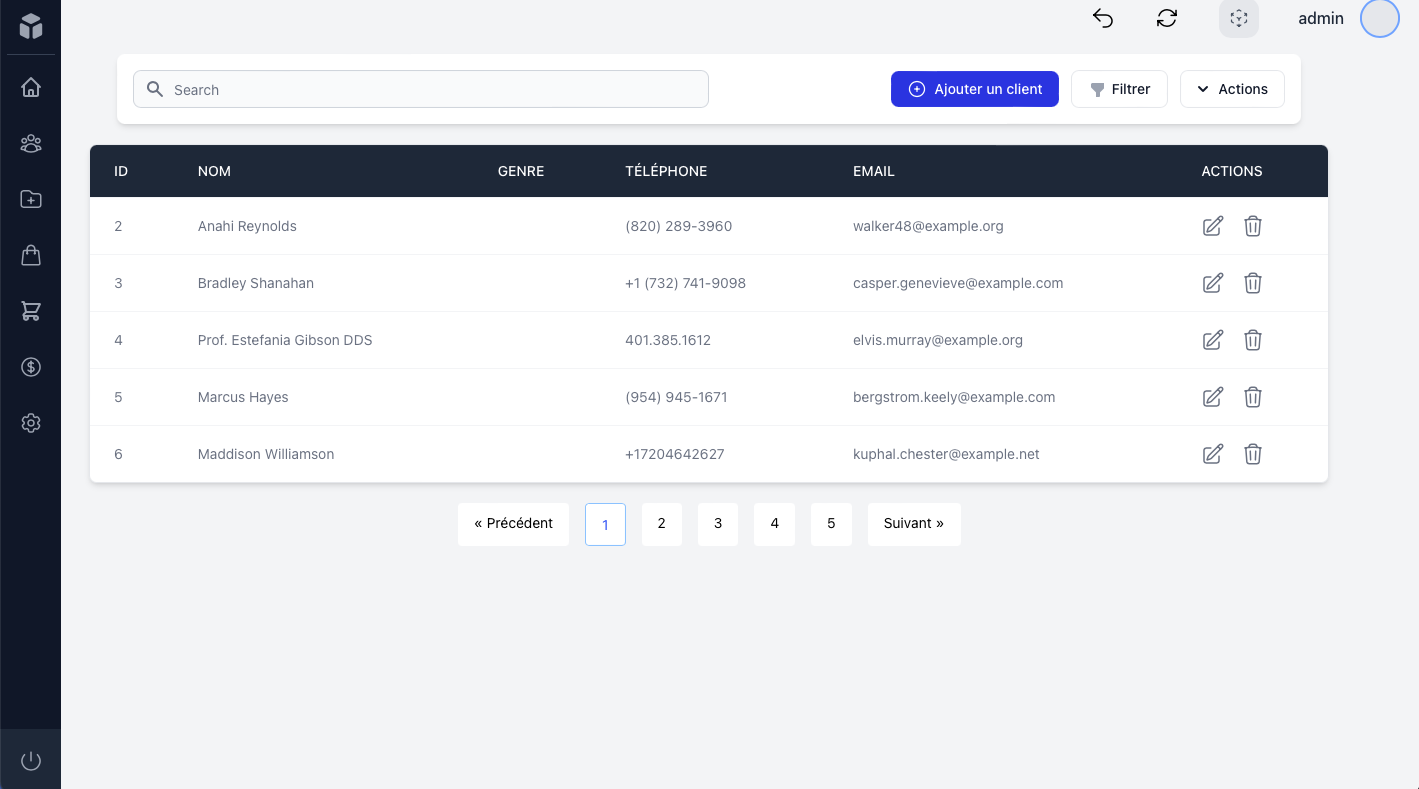 admin
Search
Ajouter un client
Filtrer
Actions
ID NOM GENRE TÉLÉPHONE EMAIL ACTIONS
2 Anahi Reynolds (820) 289-3960 walker48@example.org
3 Bradley Shanahan +1 (732) 741-9098 casper.genevieve@example.com
4 Prof. Estefania Gibson DDS 401.385.1612 elvis.murray@example.org
5 Marcus Hayes (954) 945-1671 bergstrom.keely@example.com
6 Maddison Williamson +17204642627 kuphal.chester@example.net
« Précédent 1 2 3 4 5 Suivant »